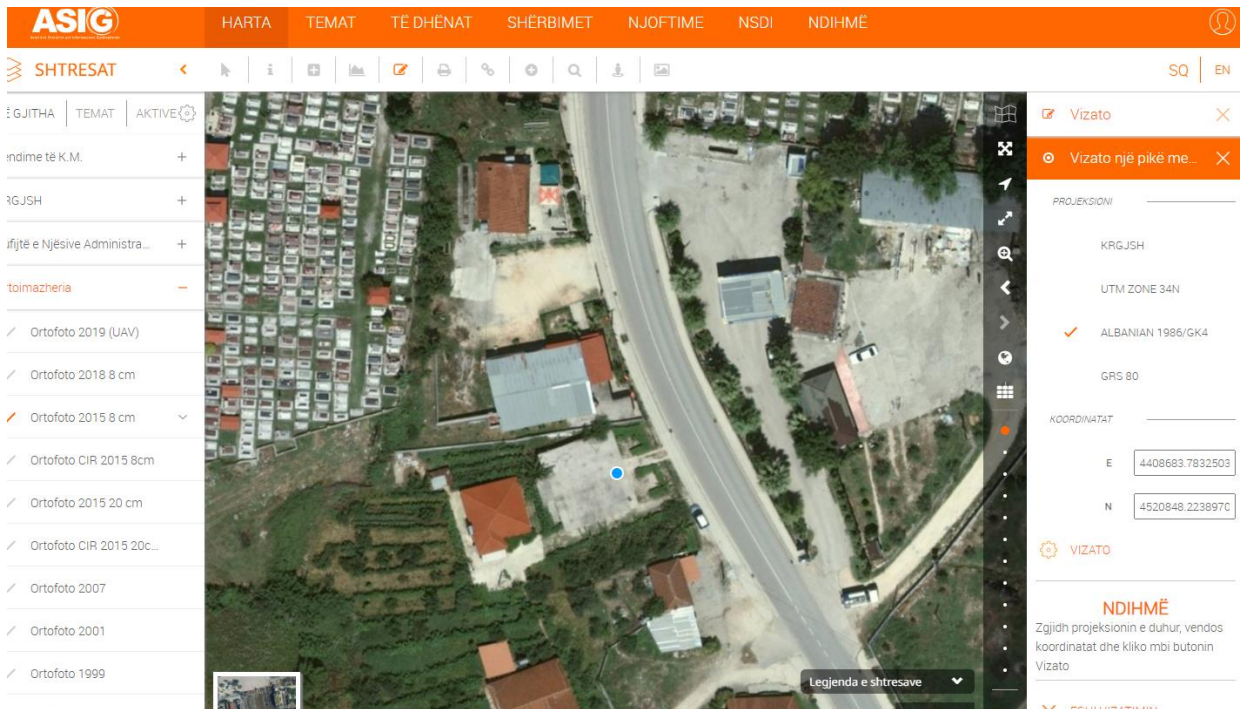 ASIG
HARTA TEMAT TË DHËNAT SHËRBIMET NJOFTIME NSDI NDIHMË
SHTRESAT
SQ EN
Ë GJITHA TEMAT AKTIVE
endime të K.M.
RGJSH
ufijtë e Njësive Administra...
rtoimazheria
Ortofoto 2019 (UAV)
Ortofoto 2018 8 cm
Ortofoto 2015 8 cm
Ortofoto CIR 2015 8cm
Ortofoto 2015 20 cm
Ortofoto CIR 2015 20c...
Ortofoto 2007
Ortofoto 2001
Ortofoto 1999
Legjenda e shtresave
Vizato
Vizato një pikë me...
PROJEKSIONI
KRGJSH
UTM ZONE 34N
ALBANIAN 1986/GK4
GRS 80
KOORDINATAT
E 4408683.7832503
N 4520848.2238970
VIZATO
NDIHMË
Zgjidh projeksionin e duhur, vendos
koordinatat dhe kliko mbi butonin
Vizato